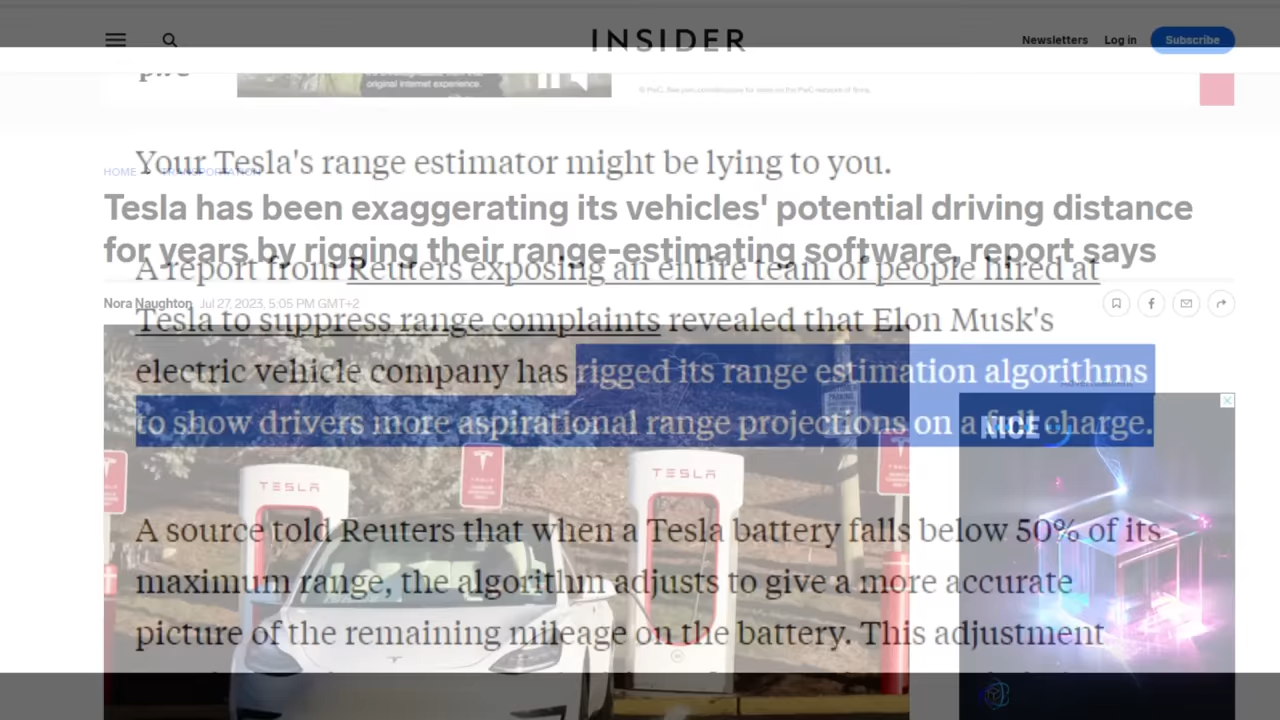 INSIDER
Newsletters Log in Subscribe
pwc
original internet experience.
Your Tesla's range estimator might be lying to you.
HOME TRANSPORTATION
Tesla has been exaggerating its vehicles' potential driving distance
for years by rigging their range-estimating software, report says
A report from Reuters exposing an entire team of people hired at
Nora Naughton Jul 27, 2023, 5:05 PM GMT+2
Tesla to suppress range complaints revealed that Elon Musk's
electric vehicle company has rigged its range estimation algorithms
to show drivers more aspirational range projections on a full charge.
PARKING
NICE
TESLA
TESLA
A source told Reuters that when a Tesla battery falls below 50% of its
maximum range, the algorithm adjusts to give a more accurate
picture of the remaining mileage on the battery. This adjustment